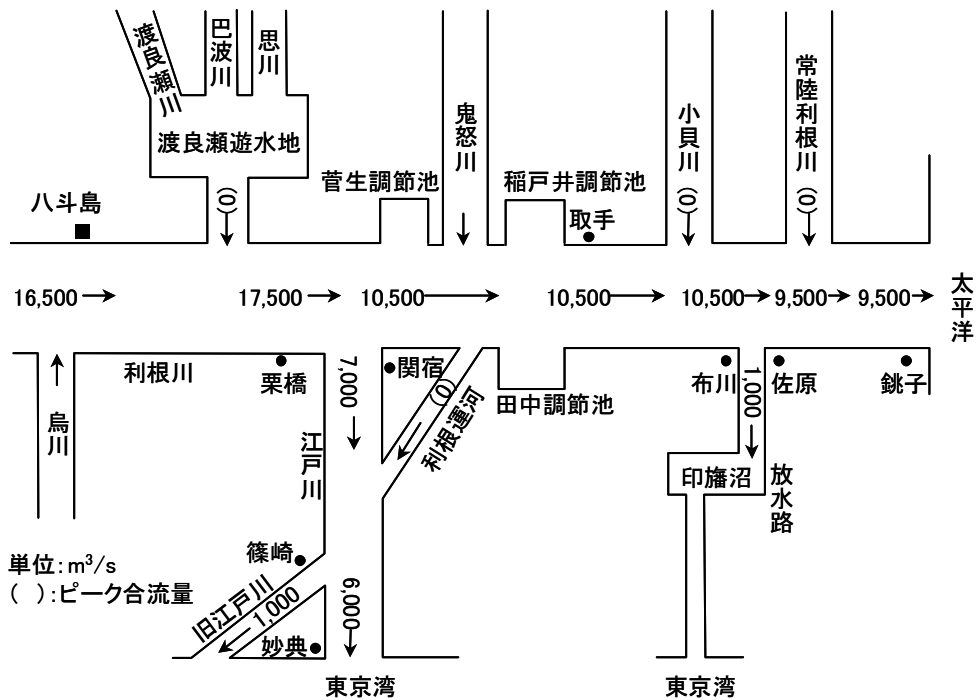 渡良瀬川
巴波川
思川
鬼怒川
小貝川
常陸利根川
渡良瀬遊水地
(0)
菅生調節池
稲戸井調節池
取手
(0)
(0)
八斗島
16,500
17,500
10,500
10,500
10,500
9,500
9,500
太平洋
利根川
栗橋
7,000
関宿
(0)
利根運河
田中調節池
布川
1,000
佐原
銚子
烏川
江戸川
印旛沼
放水路
篠崎
単位:m³/s
( ):ピーク合流量
旧江戸川
1,000
6,000
妙典
東京湾
東京湾